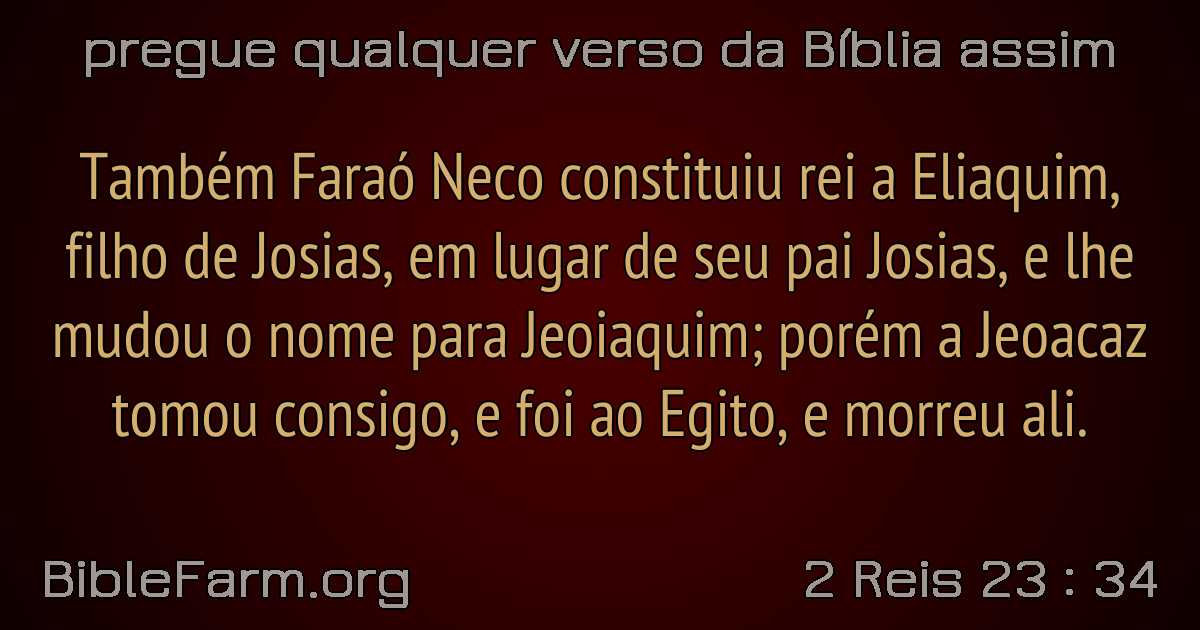 pregue qualquer verso da Bíblia assim
Também Faraó Neco constituiu rei a Eliaquim,
filho de Josias, em lugar de seu pai Josias, e lhe
mudou o nome para Jeoiaquim; porém a Jeoacaz
tomou consigo, e foi ao Egito, e morreu ali.
BibleFarm.org
2 Reis 23 : 34